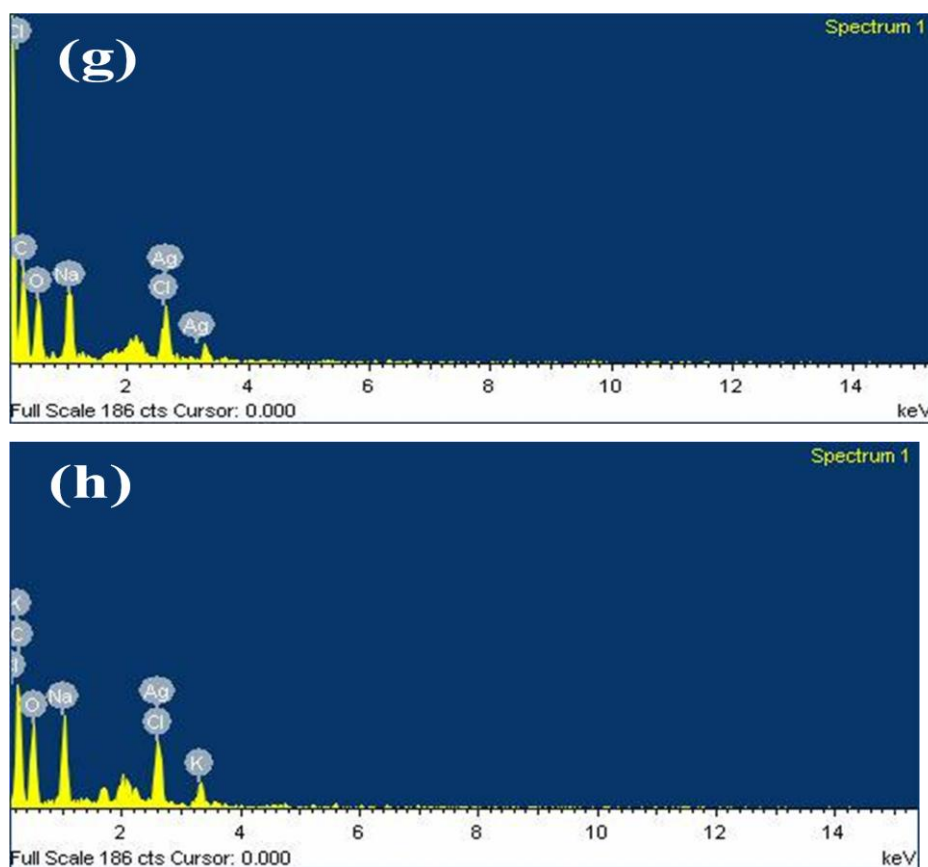 Spectrum 1
(g)
Cl
C
O
Na
Ag
Cl
Ag
2 4 6 8 10 12 14
Full Scale 186 cts Cursor: 0.000 keV
Spectrum 1
(h)
K
C
Cl
O
Na
Ag
Cl
K
2 4 6 8 10 12 14
Full Scale 186 cts Cursor: 0.000 keV